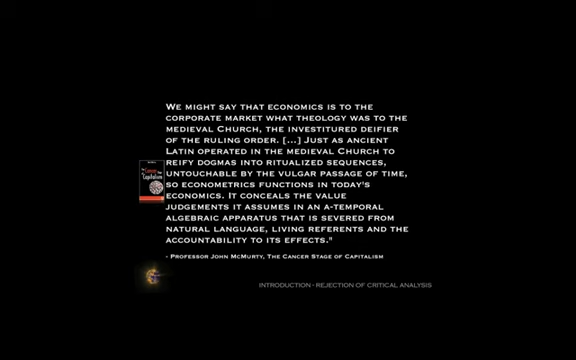 WE MIGHT SAY THAT ECONOMICS IS TO THE
CORPORATE MARKET WHAT THEOLOGY WAS TO THE
MEDIEVAL CHURCH, THE INVESTITURED DEIFIER
OF THE RULING ORDER. [...] JUST AS ANCIENT
LATIN OPERATED IN THE MEDIEVAL CHURCH TO
REIFY DOGMAS INTO RITUALIZED SEQUENCES,
UNTOUCHABLE BY THE VULGAR PASSAGE OF TIME,
SO ECONOMETRICS FUNCTIONS IN TODAY'S
ECONOMICS. IT CONCEALS THE VALUE
JUDGEMENTS IT ASSUMES IN AN A-TEMPORAL
ALGEBRAIC APPARATUS THAT IS SEVERED FROM
NATURAL LANGUAGE, LIVING REFERENTS AND THE
ACCOUNTABILITY TO ITS EFFECTS."
- PROFESSOR JOHN MCMURTY, THE CANCER STAGE OF CAPITALISM
INTRODUCTION - REJECTION OF CRITICAL ANALYSIS